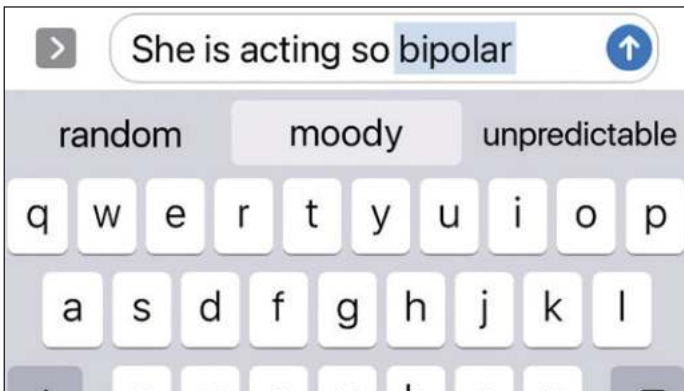 She is acting so bipolar
random moody unpredictable
q w e r t y u i o p
a s d f g h j k l